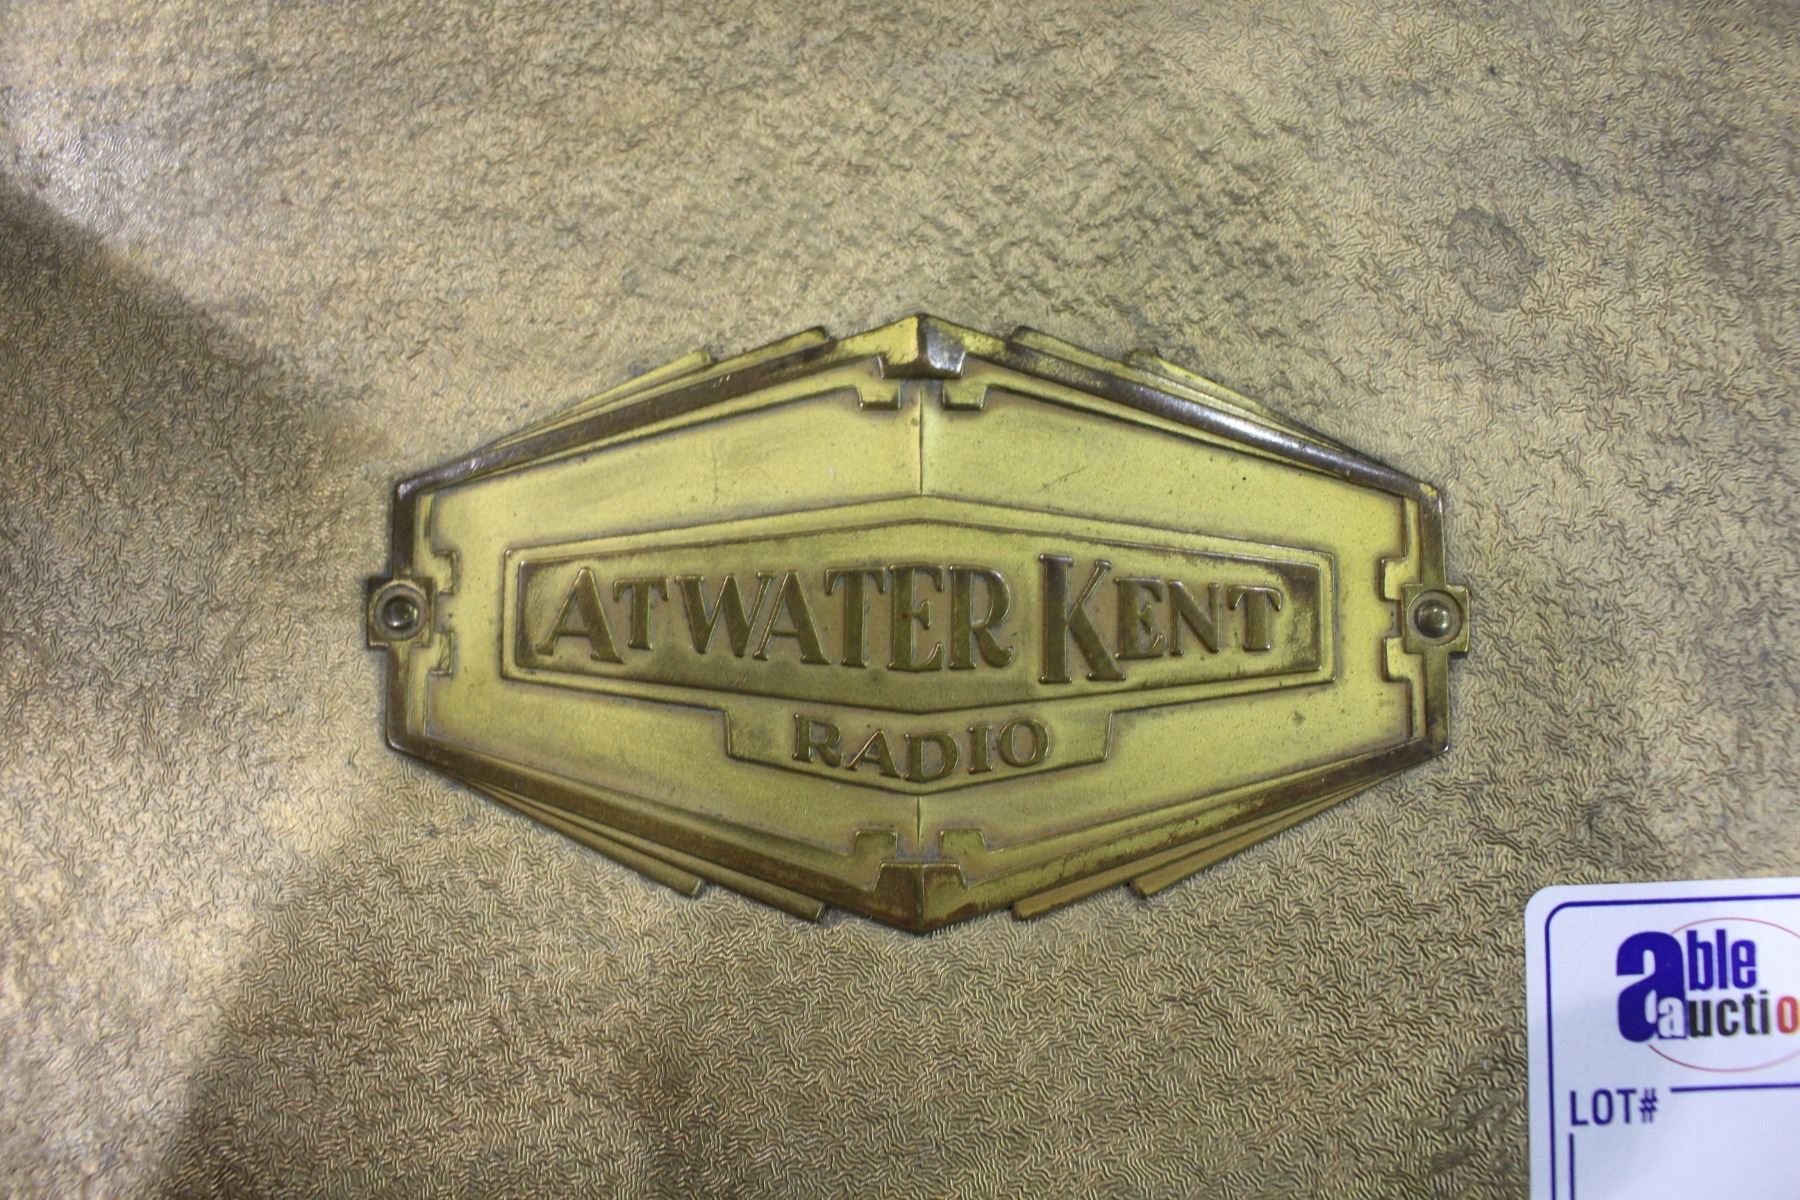 ATWATER KENT
RADIO
able
auctio
LOT#